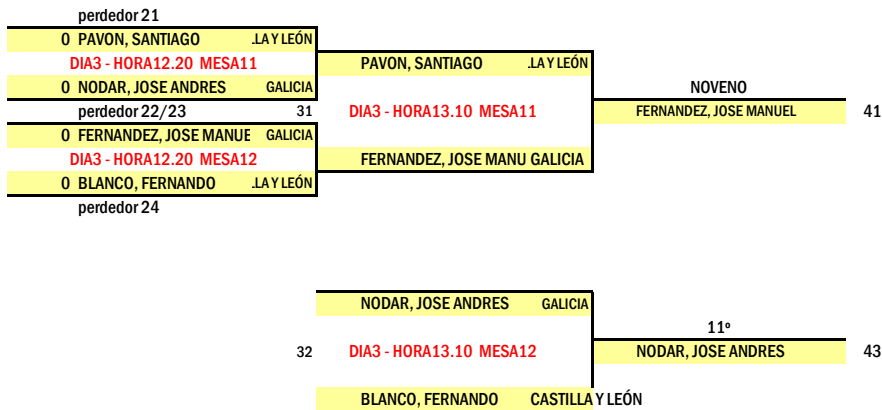 perdedor 21
0 PAVON, SANTIAGO .LA Y LEÓN
DIA3 - HORA12.20 MESA11
0 NODAR, JOSE ANDRES GALICIA
perdedor 22/23 31
0 FERNANDEZ, JOSE MANUE GALICIA
DIA3 - HORA12.20 MESA12
0 BLANCO, FERNANDO .LA Y LEÓN
perdedor 24
PAVON, SANTIAGO .LA Y LEÓN
DIA3 - HORA13.10 MESA11
FERNANDEZ, JOSE MANU GALICIA
NOVENO
FERNANDEZ, JOSE MANUEL 41
NODAR, JOSE ANDRES GALICIA
32 DIA3 - HORA13.10 MESA12
BLANCO, FERNANDO CASTILLA Y LEÓN
11º
NODAR, JOSE ANDRES 43